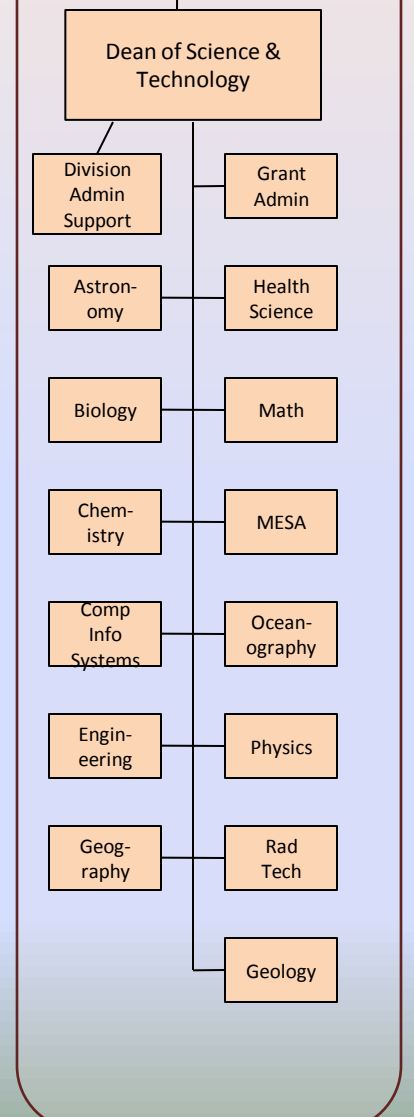 Dean of Science &
Technology
Division
Admin
Support
Grant
Admin
Astron-
omy
Health
Science
Biology
Math
Chem-
istry
MESA
Comp
Info
Systems
Ocean-
ography
Engin-
eering
Physics
Geog-
raphy
Rad
Tech
Geology